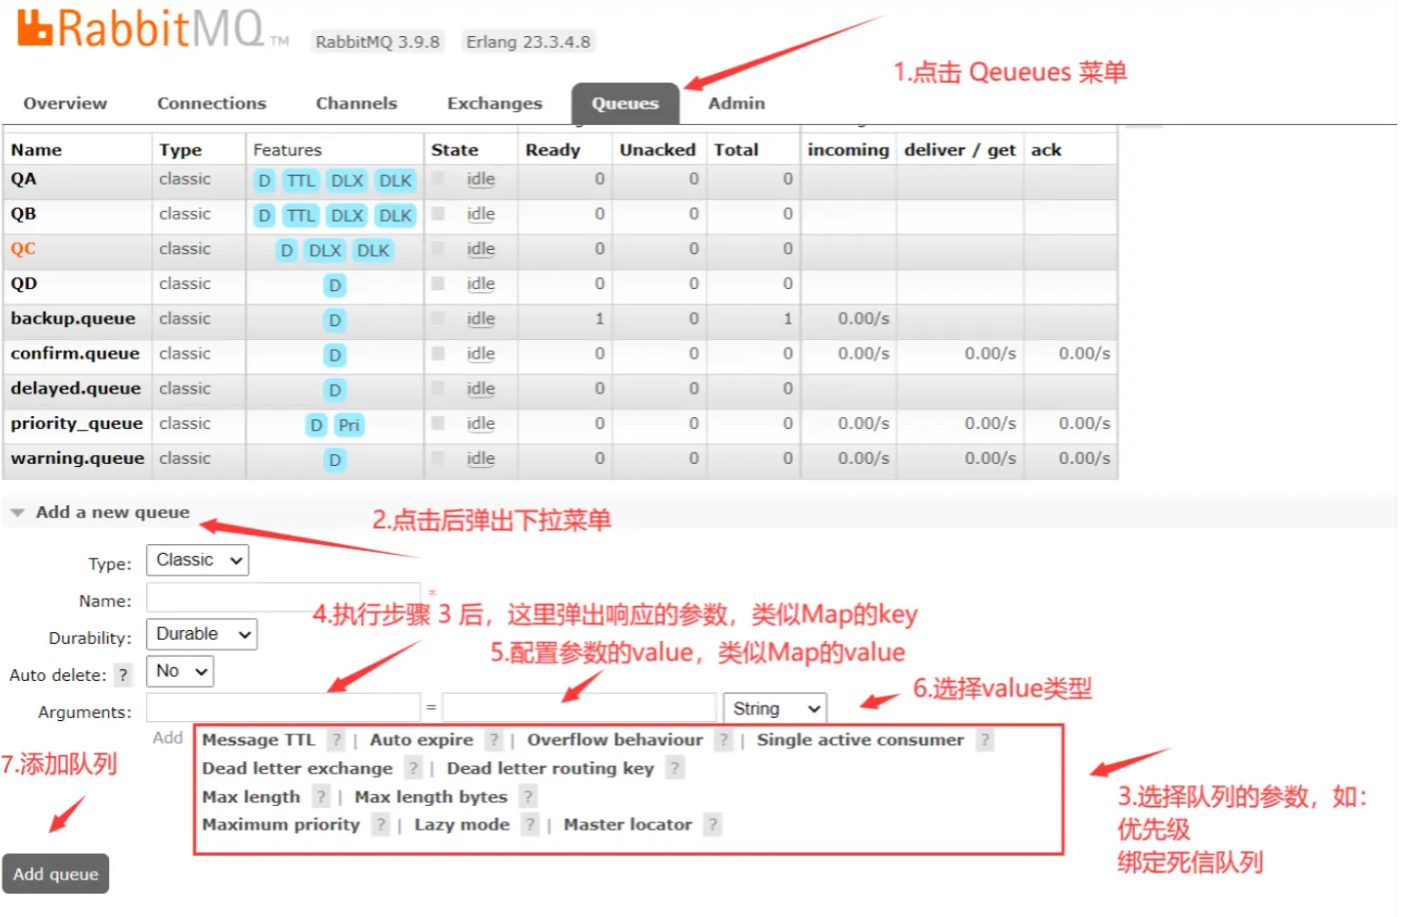 RabbitMQ TM RabbitMQ 3.9.8 Erlang 23.3.4.8
1.点击 Qeueues 菜单
Overview Connections Channels Exchanges Queues Admin
Name Type Features State Ready Unacked Total incoming deliver / get ack
QA classic D TTL DLX DLK idle 0 0 0
QB classic D TTL DLX DLK idle 0 0 0
QC classic D DLX DLK idle 0 0 0
QD classic D idle 0 0 0
backup.queue classic D idle 1 0 1 0.00/s
confirm.queue classic D idle 0 0 0 0.00/s 0.00/s 0.00/s
delayed.queue classic D idle 0 0 0
priority_queue classic D Pri idle 0 0 0 0.00/s 0.00/s 0.00/s
warning.queue classic D idle 0 0 0 0.00/s 0.00/s 0.00/s
Add a new queue
2.点击后弹出下拉菜单
Type: Classic
Name: *
4.执行步骤 3 后，这里弹出响应的参数，类似Map的key
Durability: Durable
5.配置参数的value，类似Map的value
Auto delete: ? No
6.选择value类型
Arguments: = String
Add Message TTL ? | Auto expire ? | Overflow behaviour ? | Single active consumer ?
7.添加队列
Dead letter exchange ? | Dead letter routing key ?
Max length ? | Max length bytes ?
Maximum priority ? | Lazy mode ? | Master locator ?
3.选择队列的参数，如：
优先级
绑定死信队列
Add queue